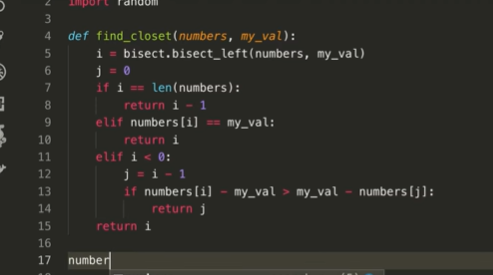 2 import random
3
4 def find_closet(numbers, my_val):
5 i = bisect.bisect_left(numbers, my_val)
6 j = 0
7 if i == len(numbers):
8 return i - 1
9 elif numbers[i] == my_val:
10 return i
11 elif i < 0:
12 j = i - 1
13 if numbers[i] - my_val > my_val - numbers[j]:
14 return j
15 return i
16
17 number